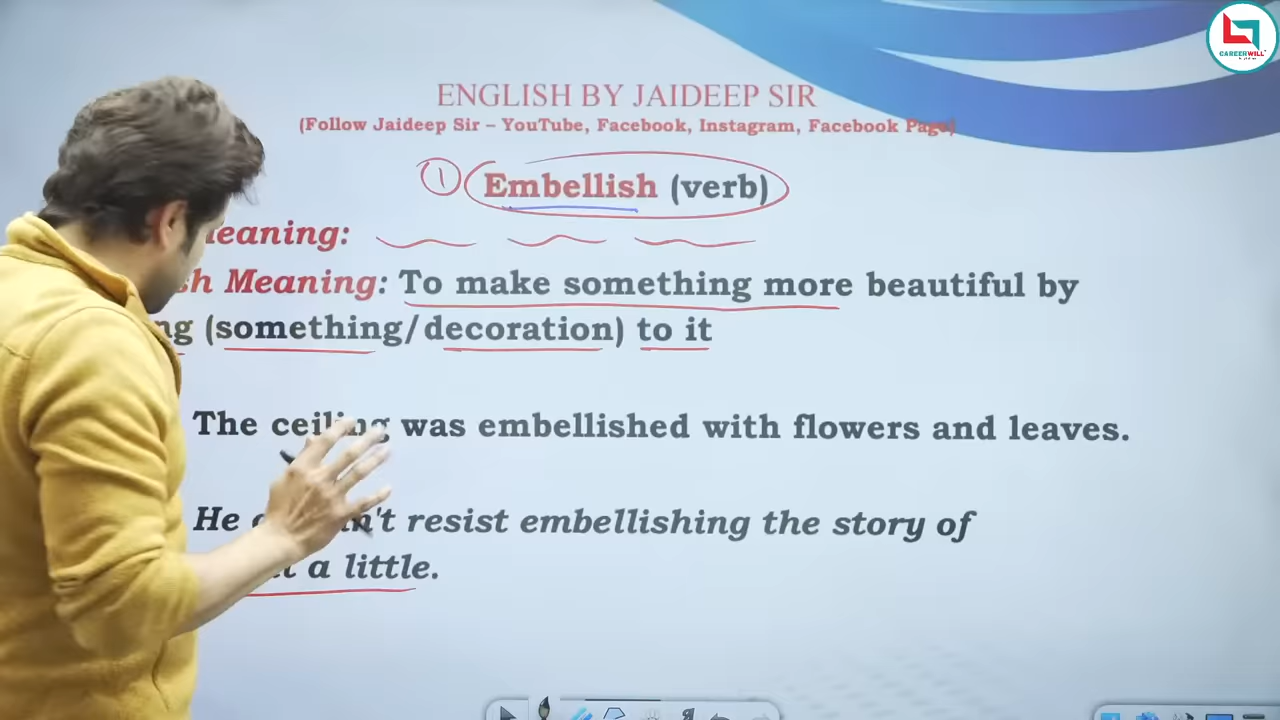 CAREERWILL
ENGLISH BY JAIDEEP SIR
(Follow Jaideep Sir – YouTube, Facebook, Instagram, Facebook Page)
1 Embellish (verb)
Meaning:
Meaning: To make something more beautiful by
(something/decoration) to it
The ceiling was embellished with flowers and leaves.
He resist embellishing the story of
a little.